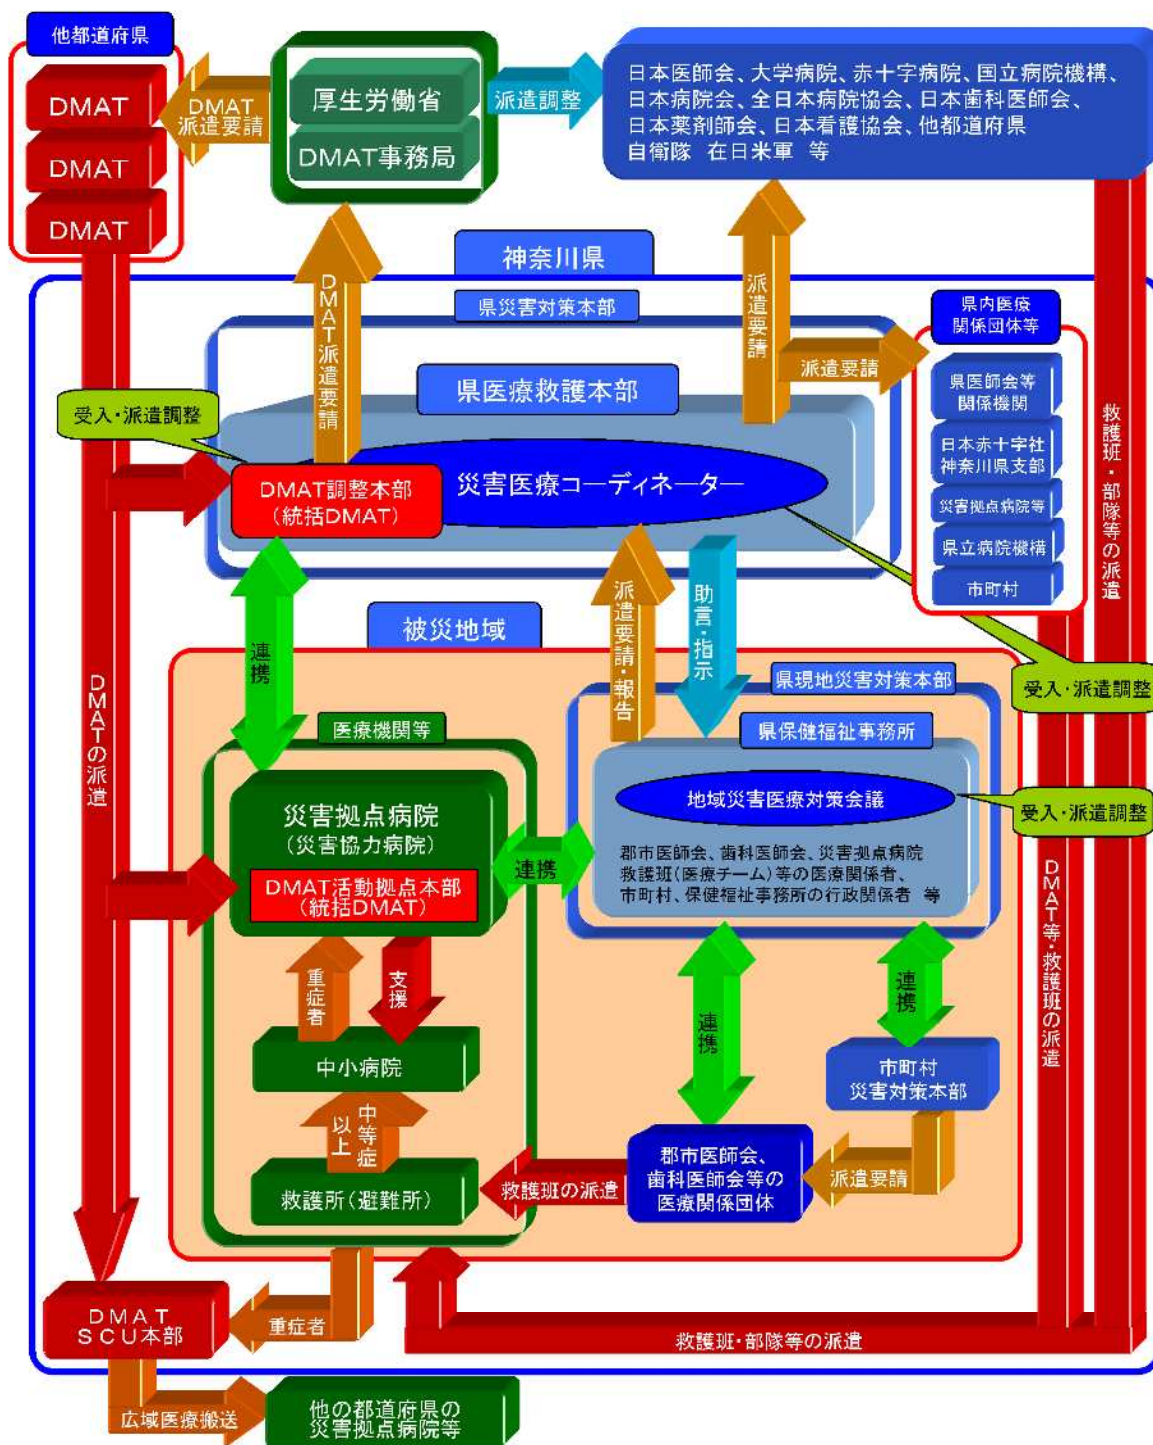 他都道府県
DMAT
DMAT
DMAT
DMAT
派遣要請
厚生労働省
DMAT事務局
派遣調整
日本医師会、大学病院、赤十字病院、国立病院機構、
日本病院会、全日本病院協会、日本歯科医師会、
日本薬剤師会、日本看護協会、他都道府県
自衛隊 在日米軍 等
神奈川県
県災害対策本部
DMAT派遣要請
派遣要請
派遣要請
県内医療
関係団体等
県医師会等
関係機関
日本赤十字社
神奈川県支部
災害拠点病院等
県立病院機構
市町村
県医療救護本部
受入・派遣調整
DMAT調整本部
(統括DMAT)
災害医療コーディネーター
救護班・部隊等の派遣
連携
被災地域
派遣要請・報告
助言・指示
県現地災害対策本部
受入・派遣調整
DMATの派遣
医療機関等
県保健福祉事務所
災害拠点病院
(災害協力病院)
DMAT活動拠点本部
(統括DMAT)
連携
地域災害医療対策会議
受入・派遣調整
郡市医師会、歯科医師会、災害拠点病院
救護班(医療チーム)等の医療関係者、
市町村、保健福祉事務所の行政関係者 等
DMAT等・救護班の派遣
重症者
支援
連携
連携
中小病院
市町村
災害対策本部
中等症
以上
救護所(避難所)
救護班の派遣
郡市医師会、
歯科医師会等の
医療関係団体
派遣要請
DMAT
SCU本部
重症者
救護班・部隊等の派遣
広域医療搬送
他の都道府県の
災害拠点病院等